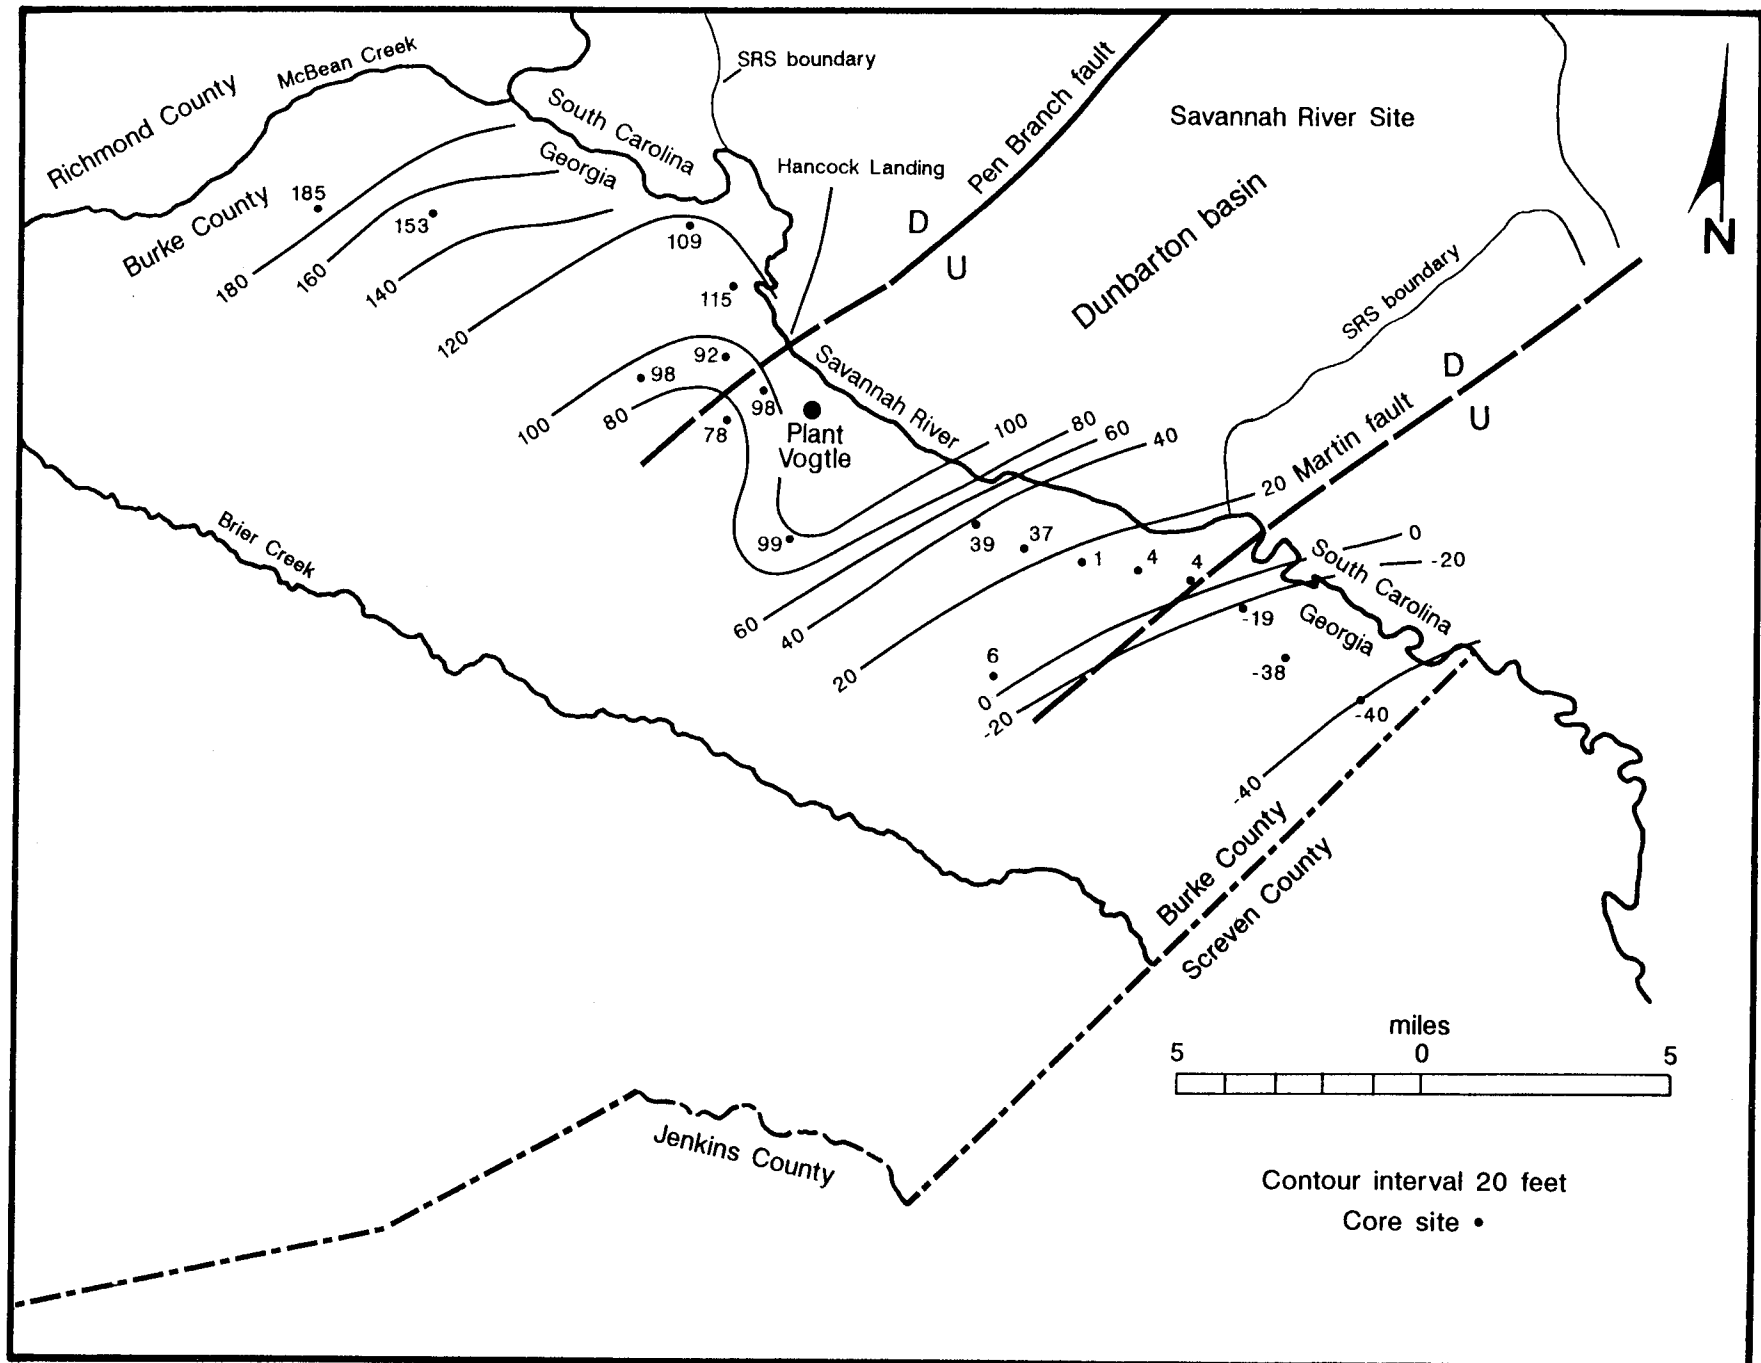 McBean Creek
Richmond County
SRS boundary
South Carolina
Georgia
Pen Branch fault
Savannah River Site
Hancock Landing
Burke County
185
153
109
115
180
160
140
120
D
U
Dunbarton basin
N
SRS boundary
92
98
98
78
100
80
Plant
Vogtle
Savannah River
100
80
60
40
20
Martin fault
D
U
0
-20
South Carolina
Georgia
99
39
37
1
4
4
-19
-38
-40
6
60
40
20
0
-20
-40
Brier Creek
Burke County
Screven County
miles
5 0 5
Jenkins County
Contour interval 20 feet
Core site •